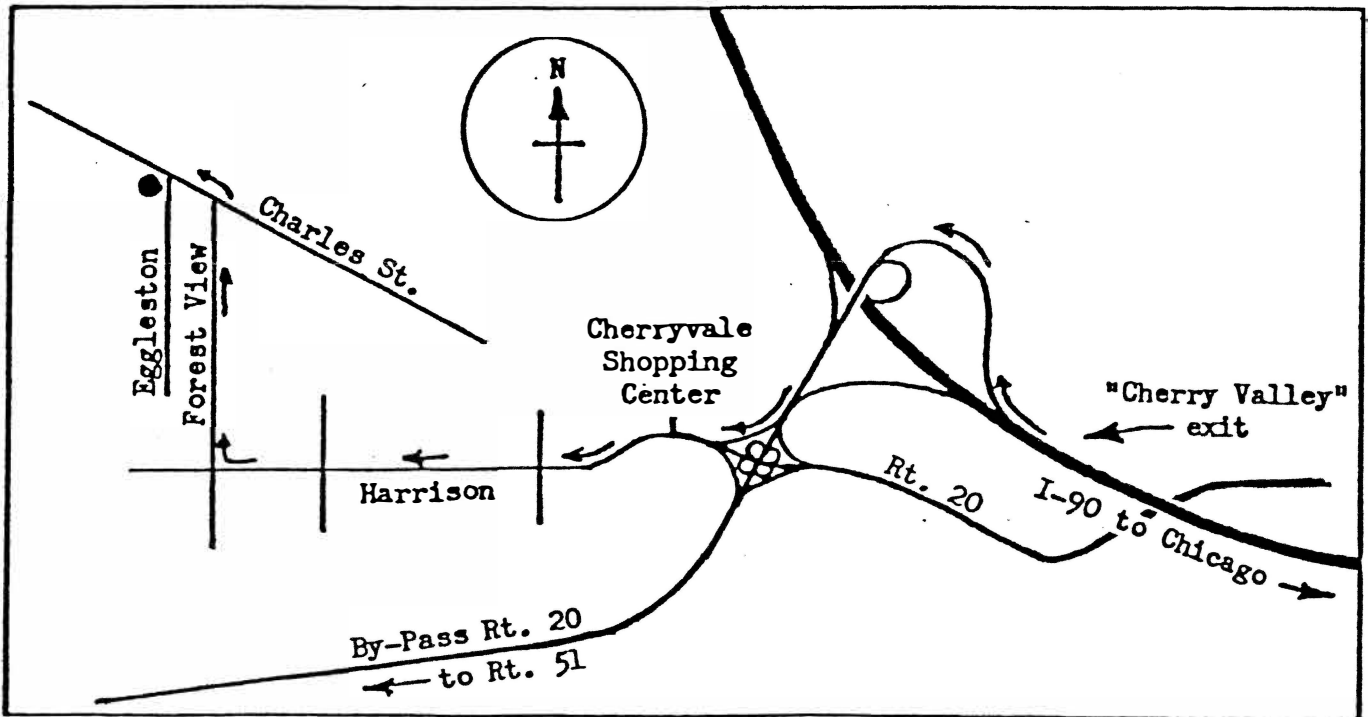 N
Charles St.
Eggleston
Forest View
Cherryvale
Shopping
Center
"Cherry Valley"
exit
Harrison
Rt. 20
I-90 to Chicago
By-Pass Rt. 20
to Rt. 51